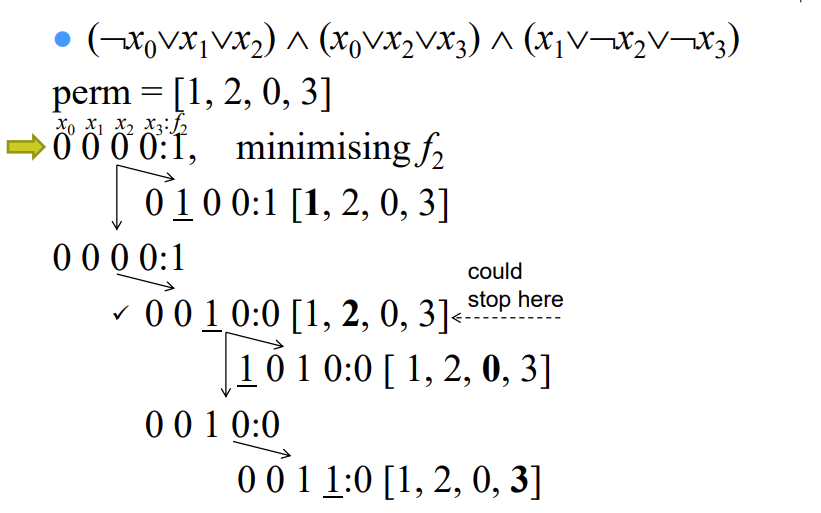 • (¬x₀∨x₁∨x₂) ∧ (x₀∨x₂∨x₃) ∧ (x₁∨¬x₂∨¬x₃)
perm = [1, 2, 0, 3]
x₀ x₁ x₂ x₃:f₂
0 0 0 0:1, minimising f₂
0 1 0 0:1 [1, 2, 0, 3]
0 0 0 0:1
could
stop here
✓ 0 0 1 0:0 [1, 2, 0, 3]
1 0 1 0:0 [ 1, 2, 0, 3]
0 0 1 0:0
0 0 1 1:0 [1, 2, 0, 3]